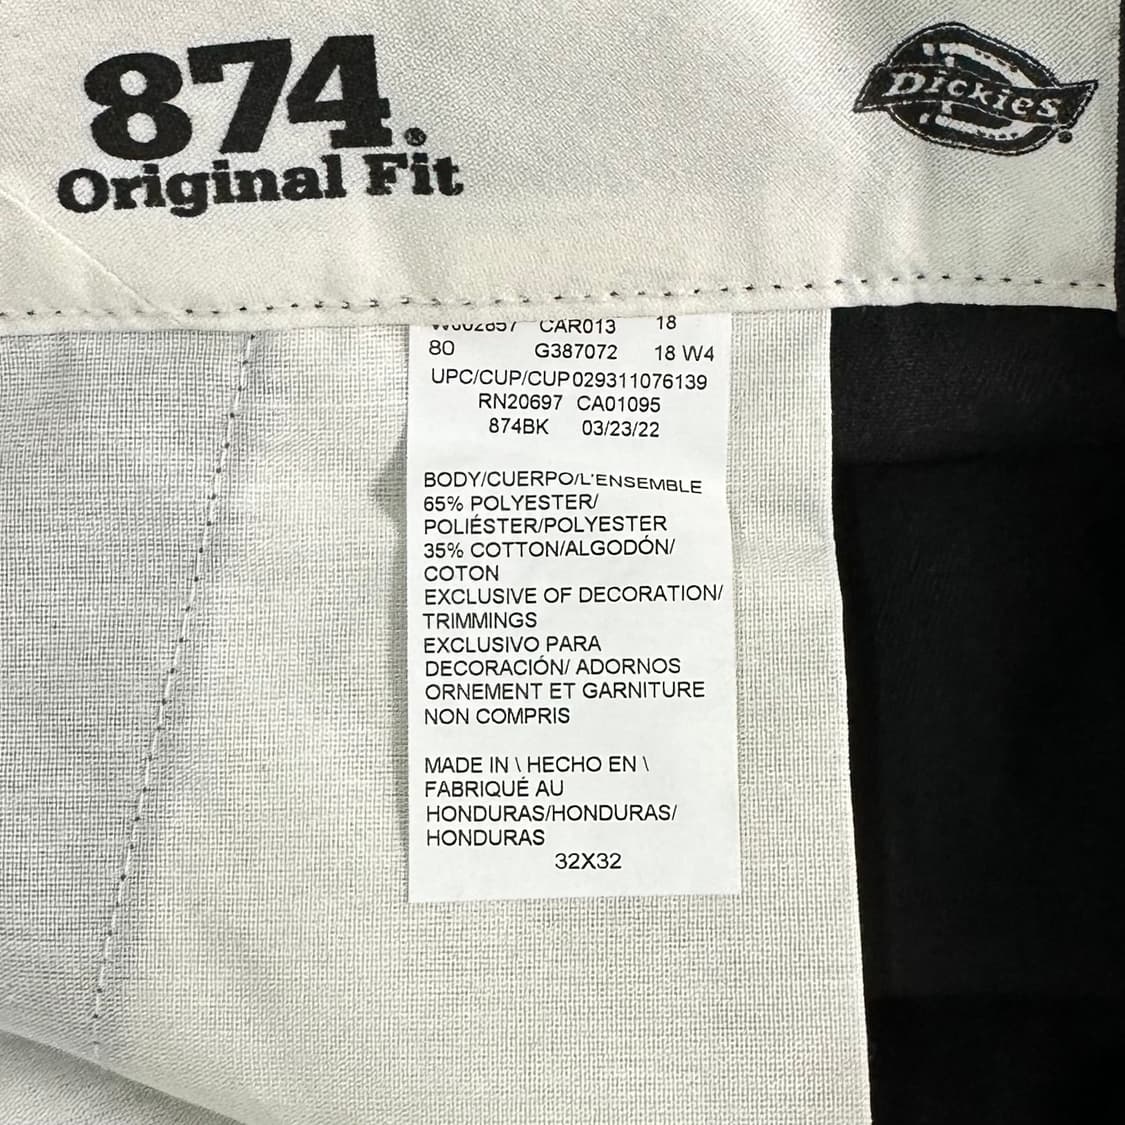 874®
Original Fit
Dickies®
CAR013 18
80 G387072 18 W4
UPC/CUP/CUP 029311076139
RN20697 CA01095
874BK 03/23/22
BODY/CUERPO/L'ENSEMBLE
65% POLYESTER/
POLIÉSTER/POLYESTER
35% COTTON/ALGODÓN/
COTON
EXCLUSIVE OF DECORATION/
TRIMMINGS
EXCLUSIVO PARA
DECORACIÓN/ ADORNOS
ORNEMENT ET GARNITURE
NON COMPRIS
MADE IN \ HECHO EN \
FABRIQUÉ AU
HONDURAS/HONDURAS/
HONDURAS
32X32